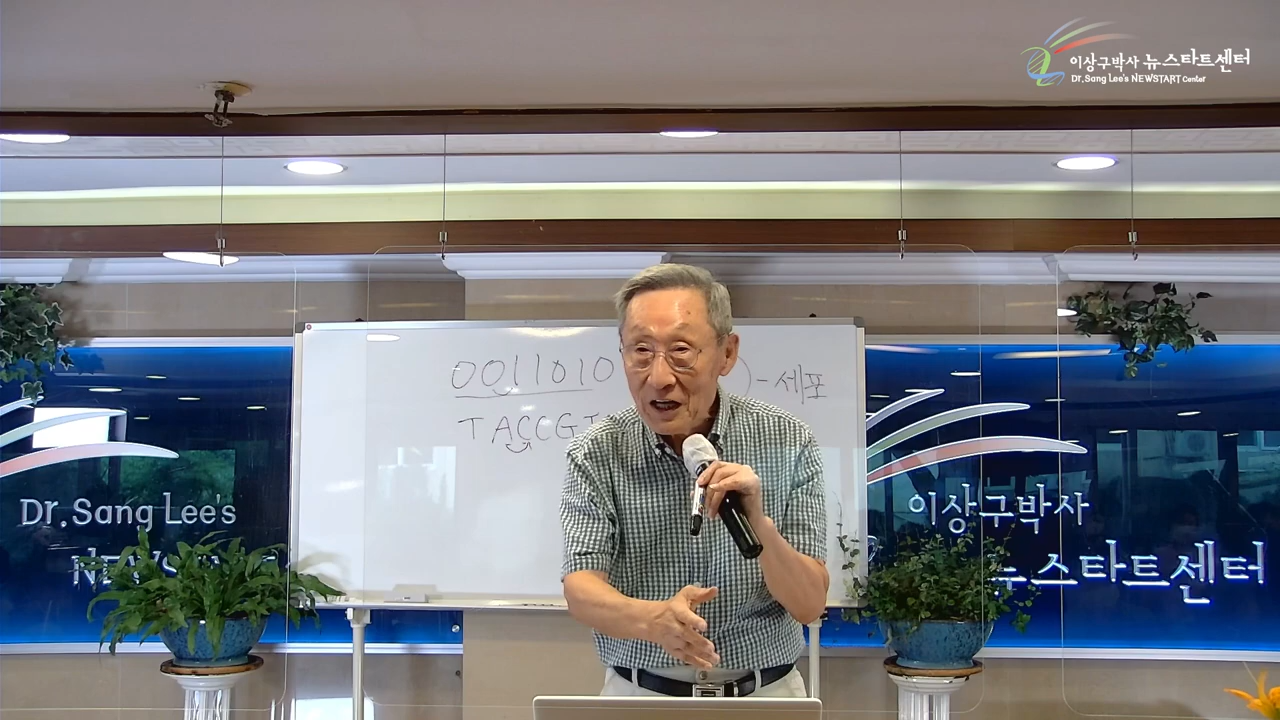 이상구박사 뉴스타트센터
Dr. Sang Lee's NEWSTART Center
0011010 ) - 세포
TACCGT
Dr. Sang Lee's
이상구박사
뉴스타트센터